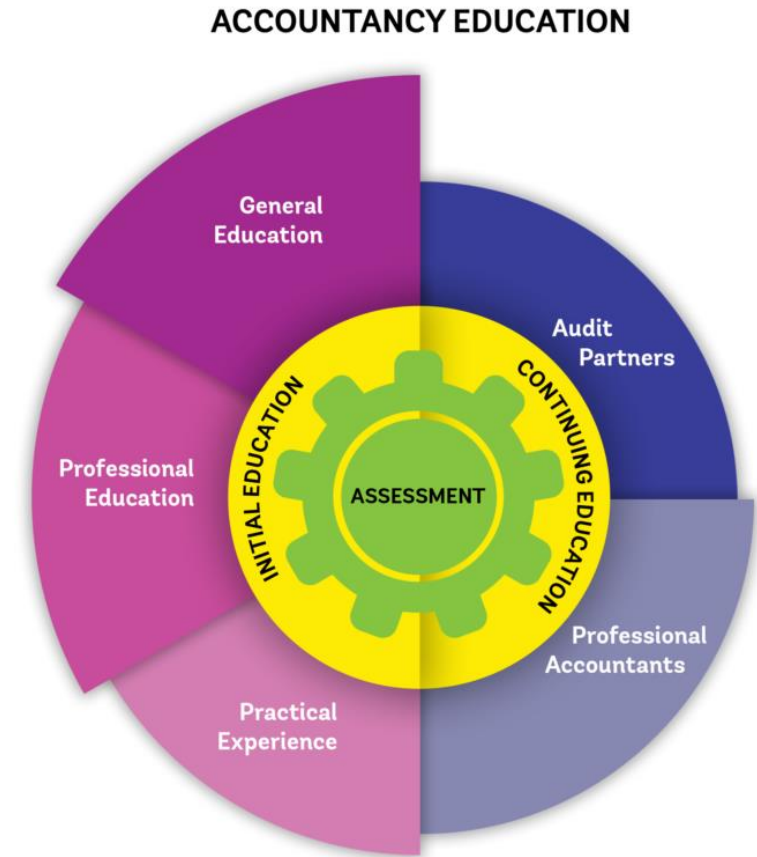 ACCOUNTANCY EDUCATION
General
Education
Audit
Partners
INITIAL EDUCATION
CONTINUING EDUCATION
Professional
Education
ASSESSMENT
Professional
Accountants
Practical
Experience